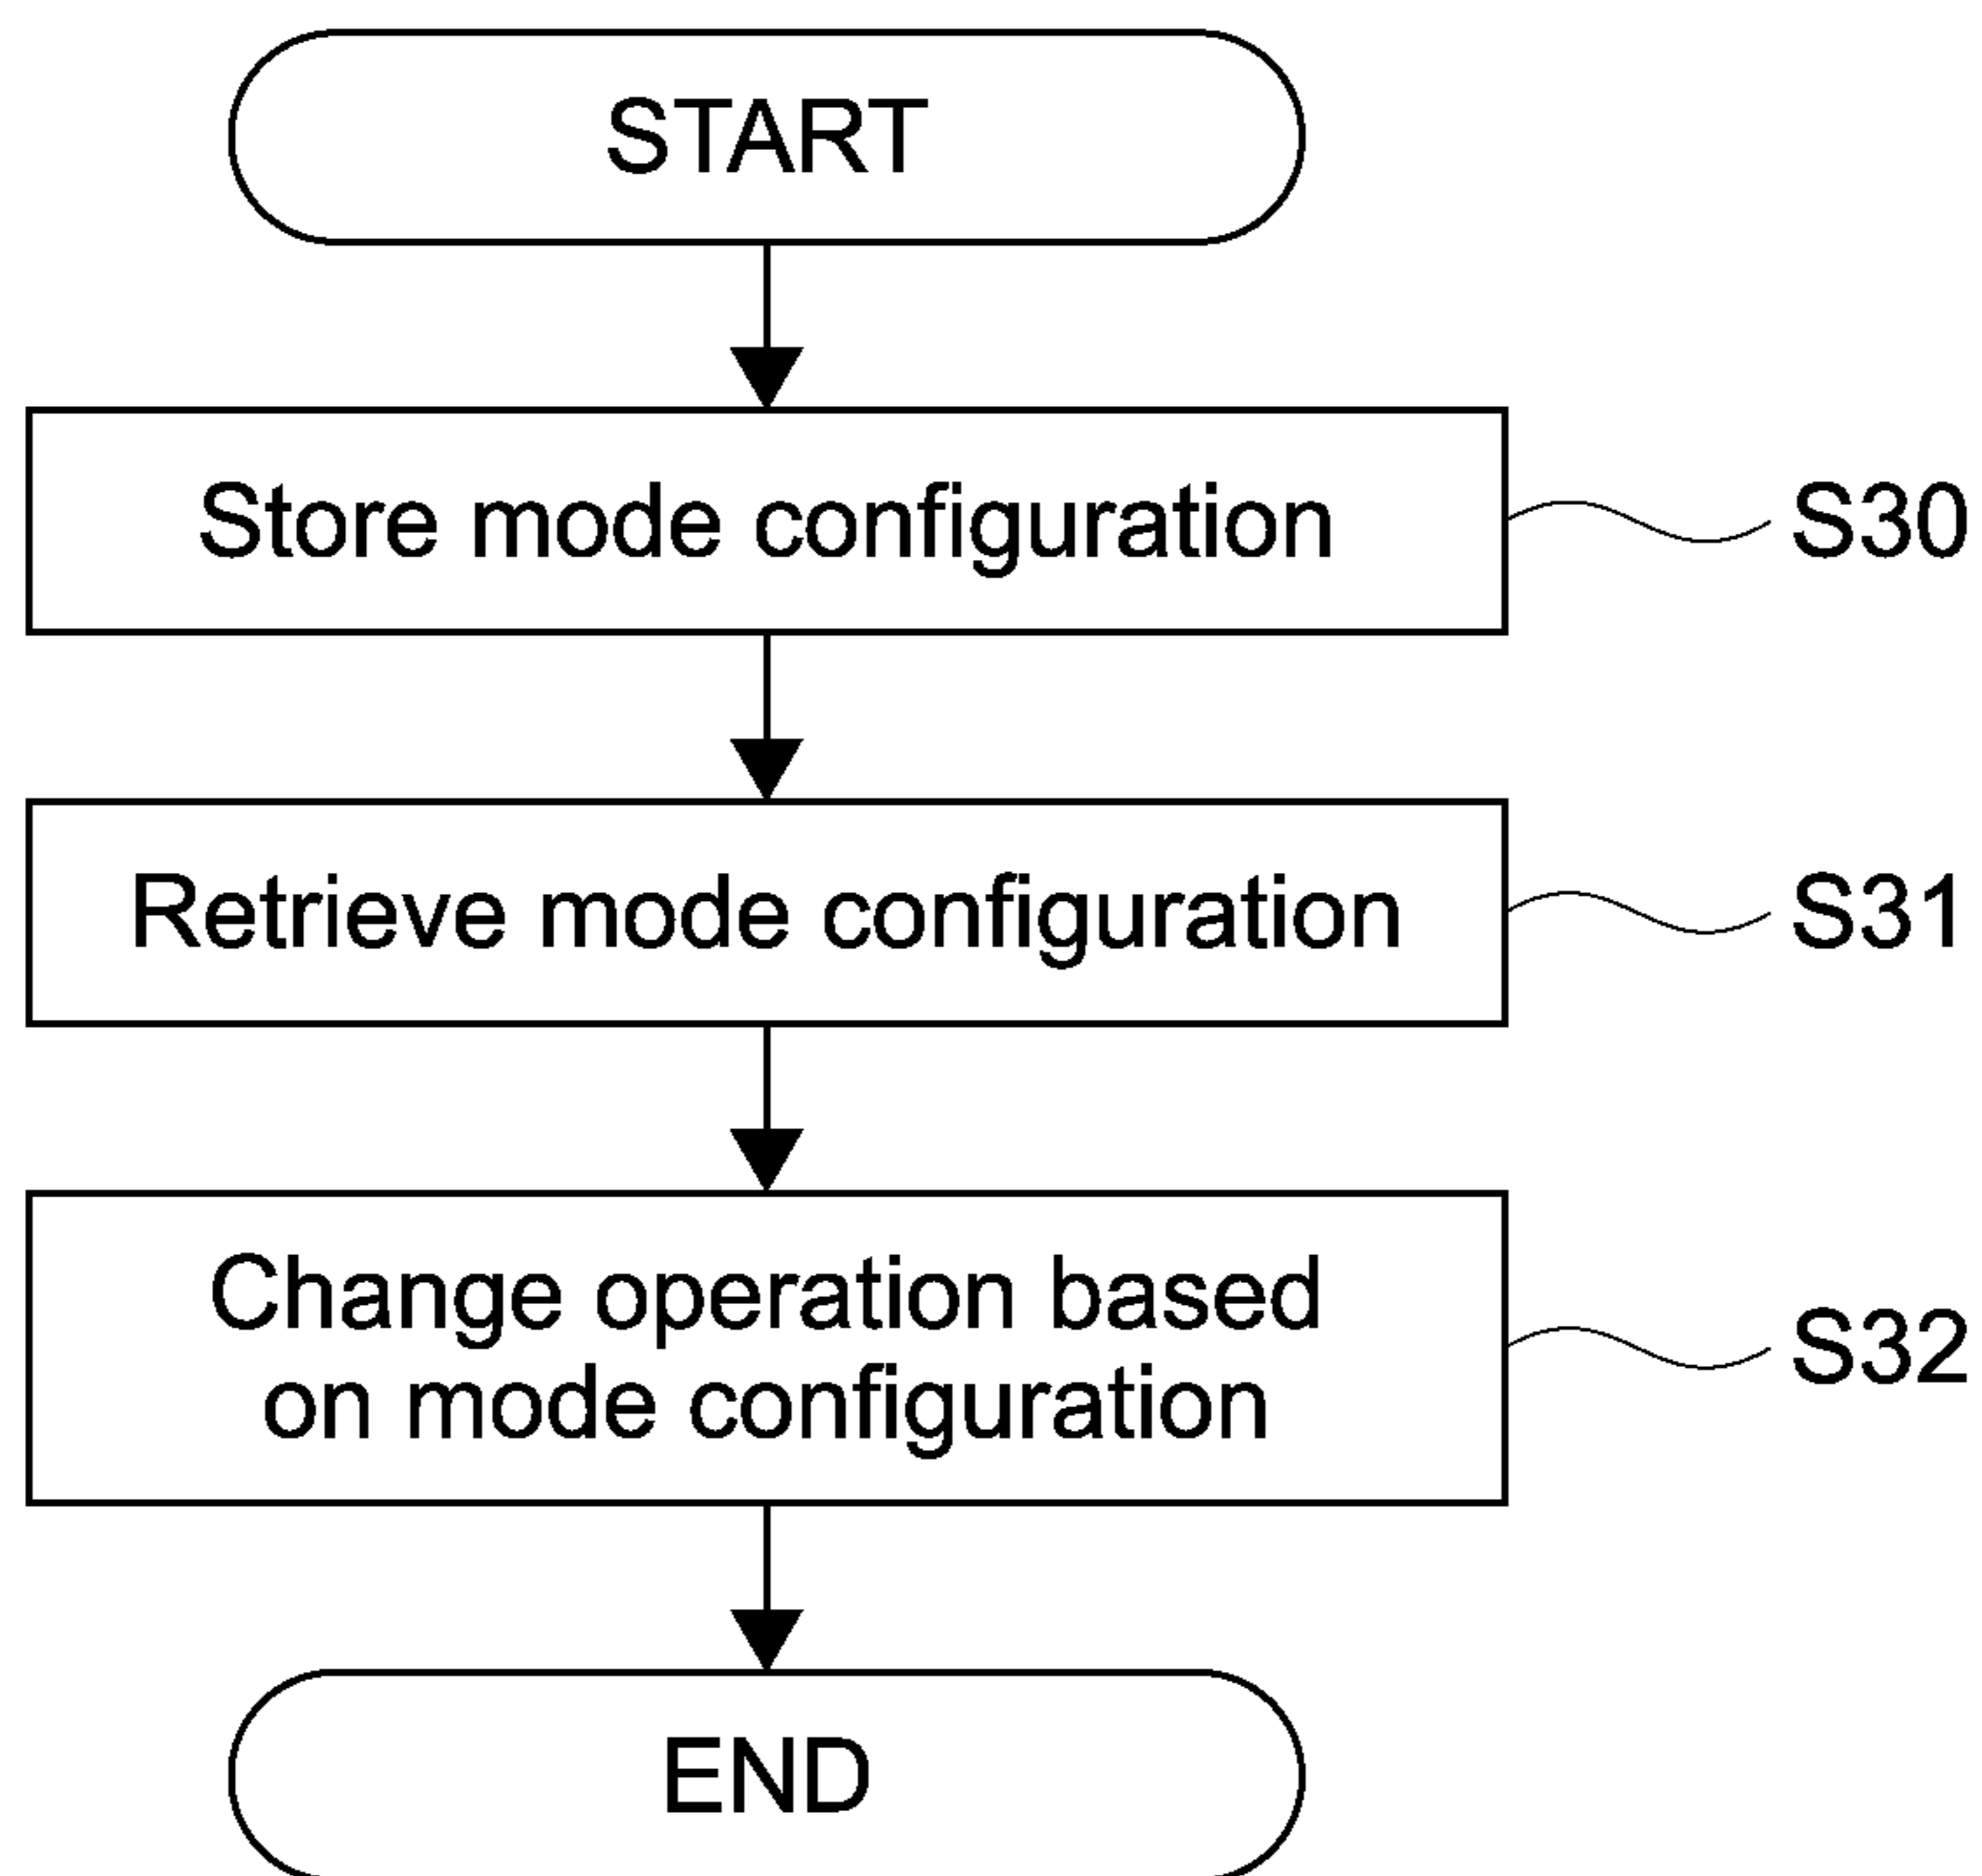 START
Store mode configuration
S30
Retrieve mode configuration
S31
Change operation based
on mode configuration
S32
END